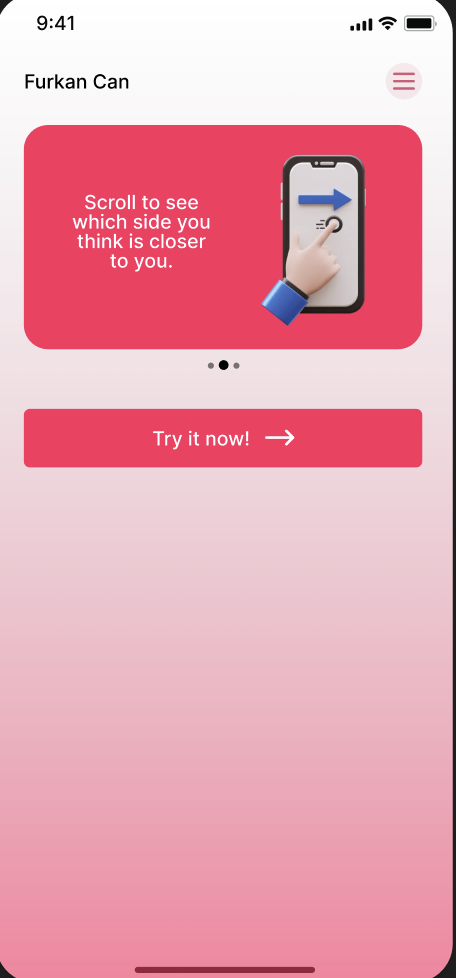 9:41
Furkan Can
Scroll to see
which side you
think is closer
to you.
Try it now!